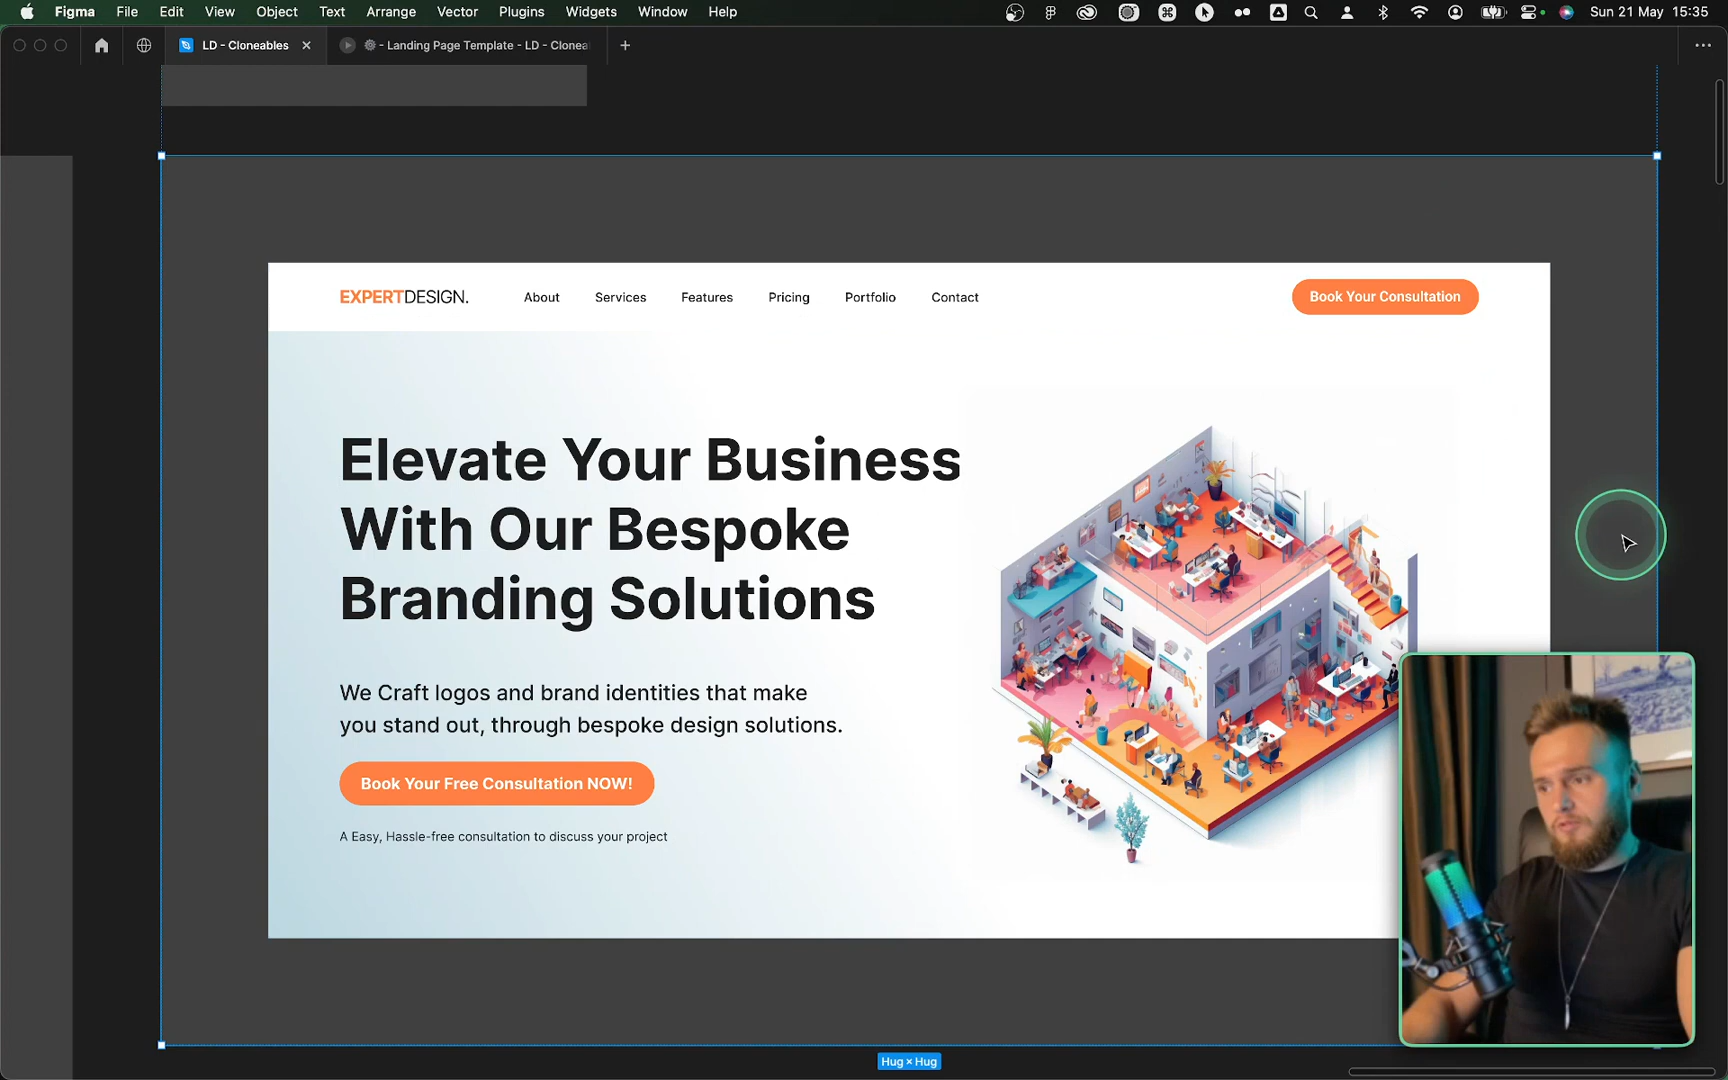 Figma File Edit View Object Text Arrange Vector Plugins Widgets Window Help Sun 21 May 15:35
LD - Cloneables - Landing Page Template - LD - Clonea
EXPERTDESIGN. About Services Features Pricing Portfolio Contact Book Your Consultation
Elevate Your Business
With Our Bespoke
Branding Solutions
We Craft logos and brand identities that make
you stand out, through bespoke design solutions.
Book Your Free Consultation NOW!
A Easy, Hassle-free consultation to discuss your project
Hug × Hug